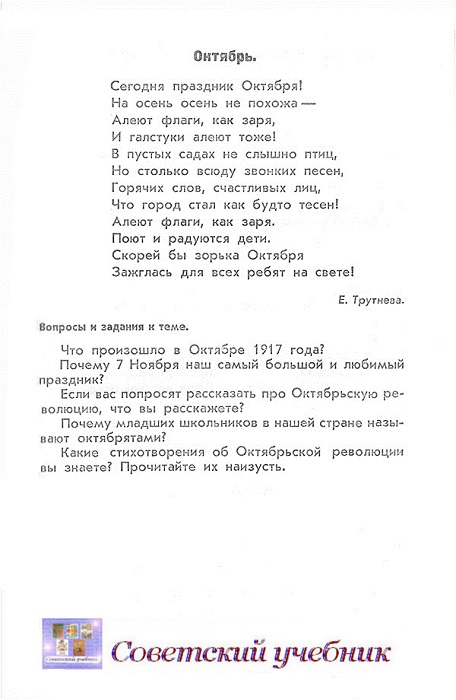 Октябрь.
Сегодня праздник Октября!
На осень осень не похожа —
Алеют флаги, как заря,
И галстуки алеют тоже!
В пустых садах не слышно птиц,
Но столько всюду звонких песен,
Горячих слов, счастливых лиц,
Что город стал как будто тесен!
Алеют флаги, как заря.
Поют и радуются дети.
Скорей бы зорька Октября
Зажглась для всех ребят на свете!
Е. Трутнева.
Вопросы и задания к теме.
Что произошло в Октябре 1917 года?
Почему 7 Ноября наш самый большой и любимый
праздник?
Если вас попросят рассказать про Октябрьскую ре-
волюцию, что вы расскажете?
Почему младших школьников в нашей стране назы-
вают октябрятами?
Какие стихотворения об Октябрьской революции
вы знаете? Прочитайте их наизусть.
Советский учебник
Советский учебник